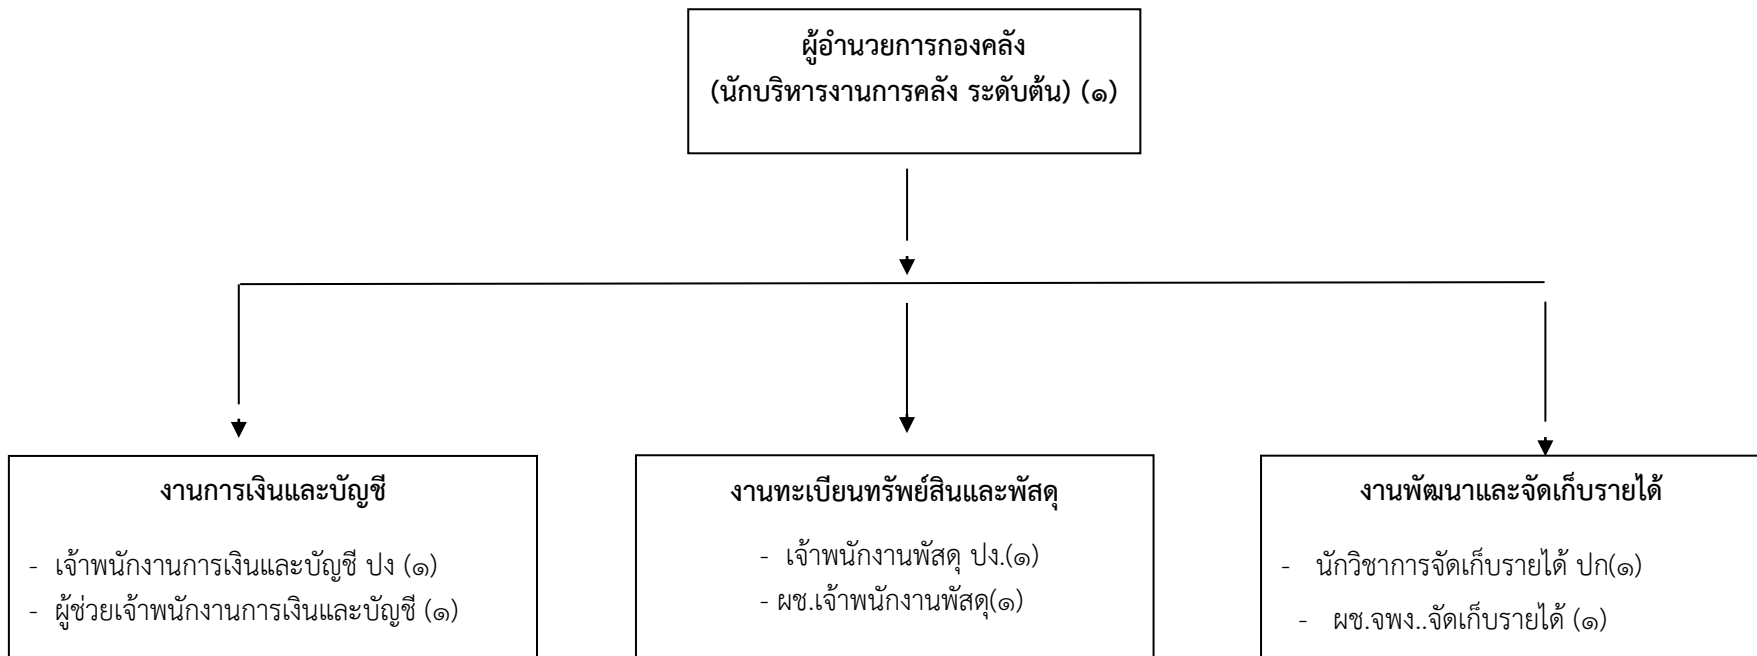 ผู้อำนวยการกองคลัง
(นักบริหารงานการคลัง ระดับต้น) (๑)
งานการเงินและบัญชี
- เจ้าพนักงานการเงินและบัญชี ปง (๑)
- ผู้ช่วยเจ้าพนักงานการเงินและบัญชี (๑)
งานทะเบียนทรัพย์สินและพัสดุ
- เจ้าพนักงานพัสดุ ปง.(๑)
- ผช.เจ้าพนักงานพัสดุ(๑)
งานพัฒนาและจัดเก็บรายได้
- นักวิชาการจัดเก็บรายได้ ปก(๑)
- ผช.จพง..จัดเก็บรายได้ (๑)